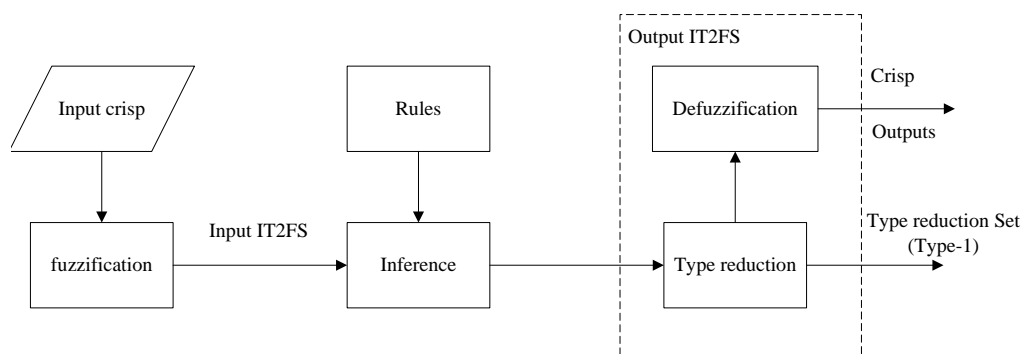 Output IT2FS
Input crisp
Rules
Defuzzification
Crisp
Outputs
fuzzification
Input IT2FS
Inference
Type reduction
Type reduction Set
(Type-1)